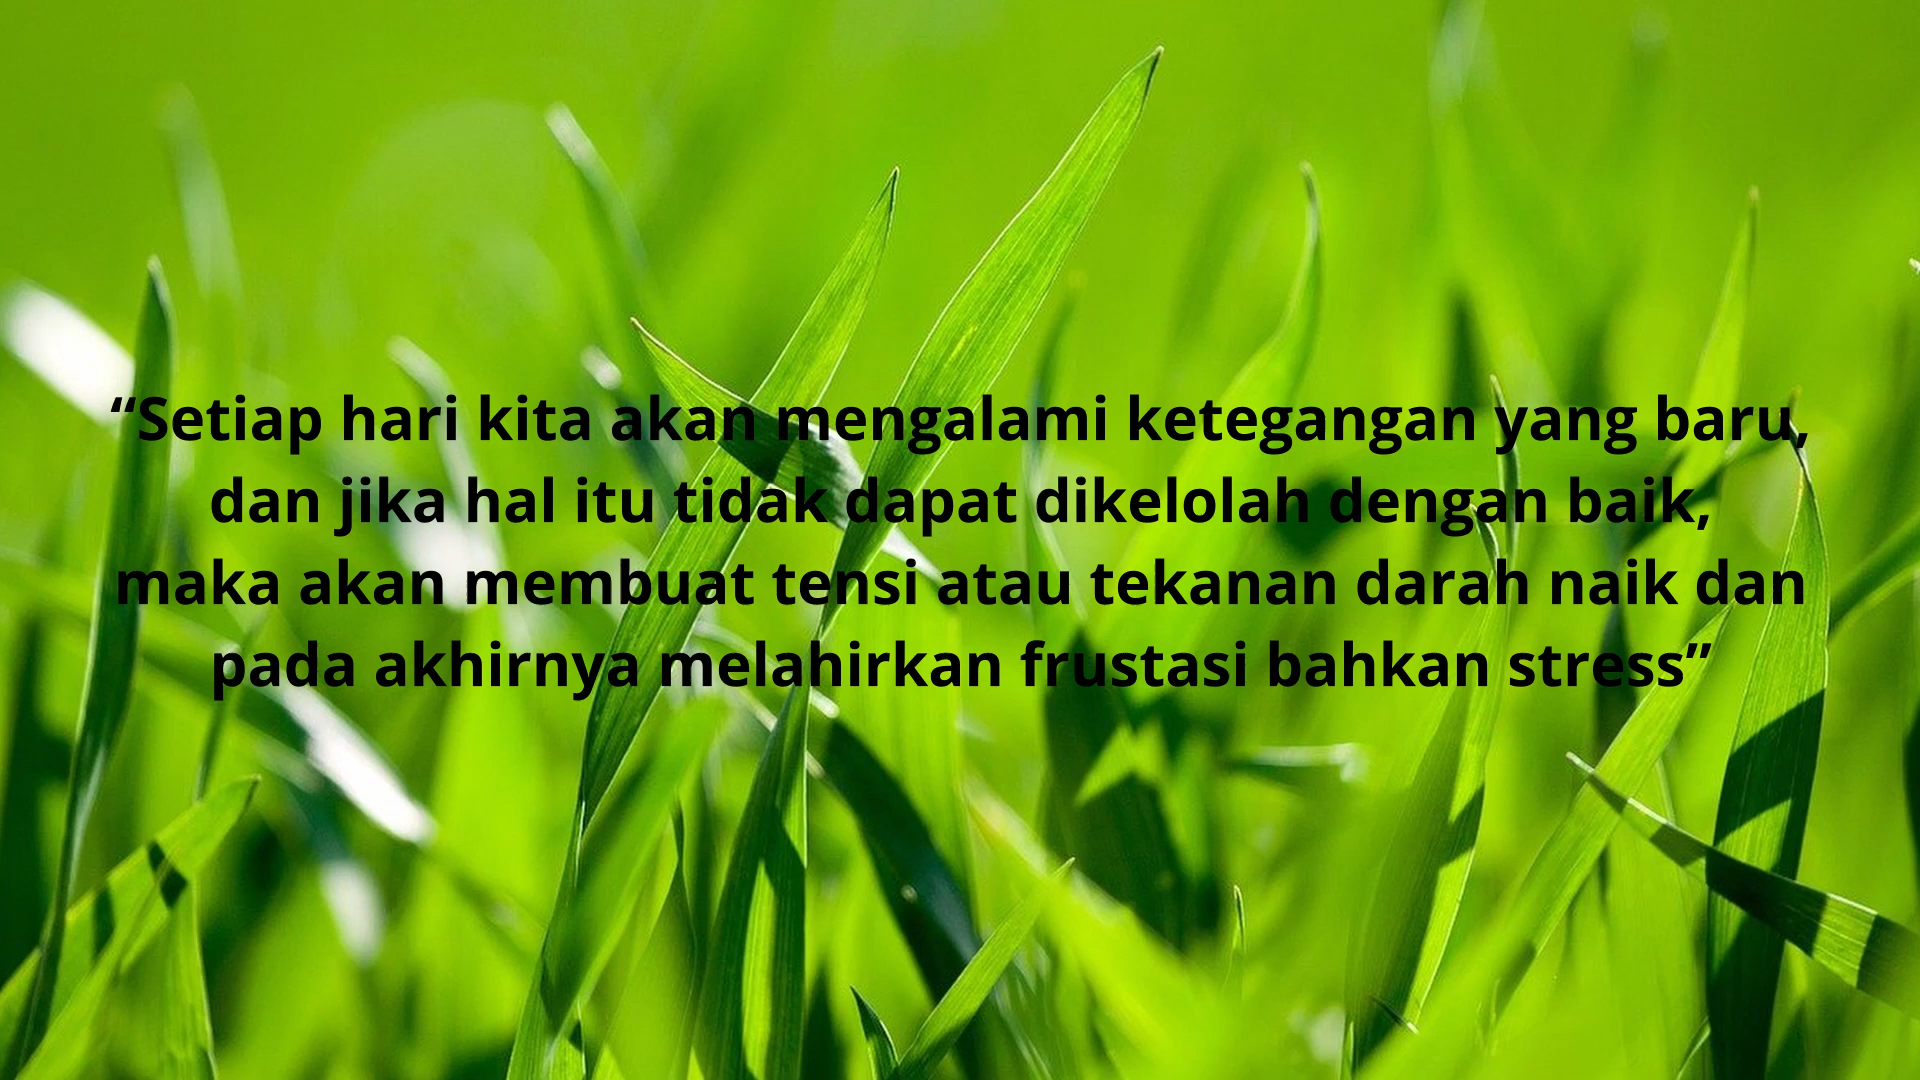 “Setiap hari kita akan mengalami ketegangan yang baru,
dan jika hal itu tidak dapat dikelolah dengan baik,
maka akan membuat tensi atau tekanan darah naik dan
pada akhirnya melahirkan frustasi bahkan stress”